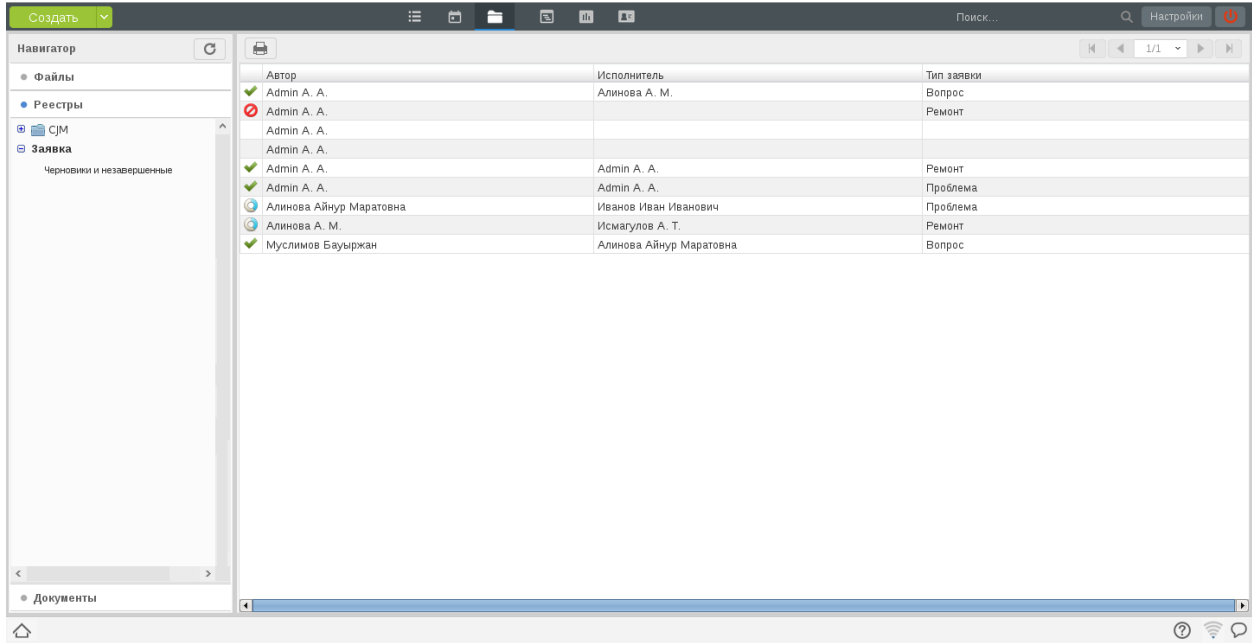 Создать
Поиск...
Настройки
Навигатор
1/1
Файлы
Реестры
CJM
Заявка
Черновики и незавершенные
Документы
Автор Исполнитель Тип заявки
Admin A. A. Алинова А. М. Вопрос
Admin A. A. Ремонт
Admin A. A.
Admin A. A.
Admin A. A. Admin A. A. Ремонт
Admin A. A. Admin A. A. Проблема
Алинова Айнур Маратовна Иванов Иван Иванович Проблема
Алинова А. М. Исмагулов А. Т. Ремонт
Муслимов Бауыржан Алинова Айнур Маратовна Вопрос